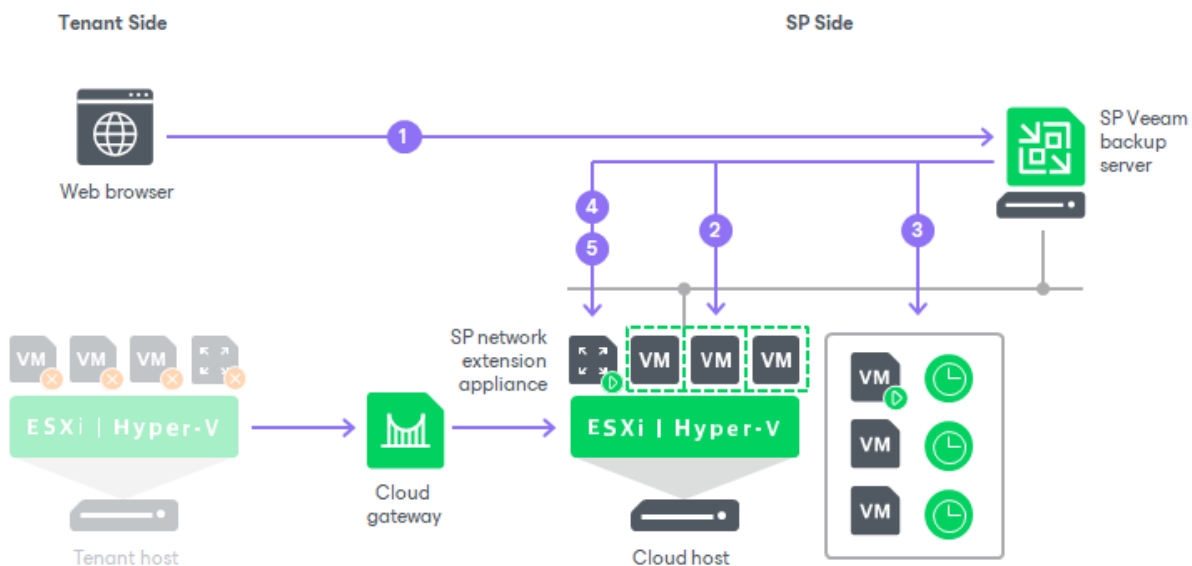 Tenant Side
SP Side
Web browser
1
SP Veeam
backup
server
4
5
2
3
SP network
extension
appliance
VM VM VM
VM VM VM
ESXi | Hyper-V
ESXi | Hyper-V
VM
VM
VM
Cloud
gateway
Tenant host
Cloud host